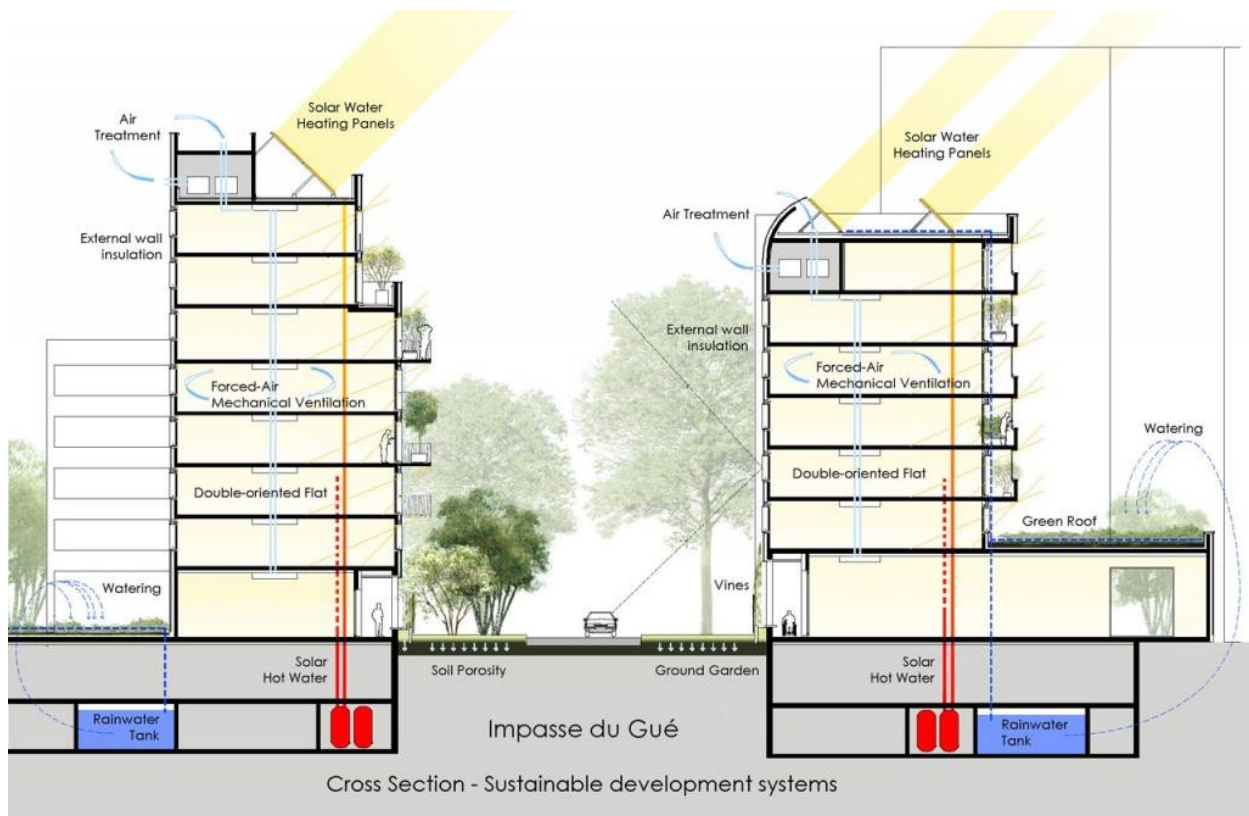 Solar Water
Heating Panels
Air
Treatment
External wall
insulation
Forced-Air
Mechanical Ventilation
Double-oriented Flat
Watering
Solar
Hot Water
Rainwater
Tank
Soil Porosity
Solar Water
Heating Panels
Air Treatment
External wall
insulation
Forced-Air
Mechanical Ventilation
Double-oriented Flat
Watering
Green Roof
Vines
Ground Garden
Solar
Hot Water
Rainwater
Tank
Impasse du Gué
Cross Section - Sustainable development systems